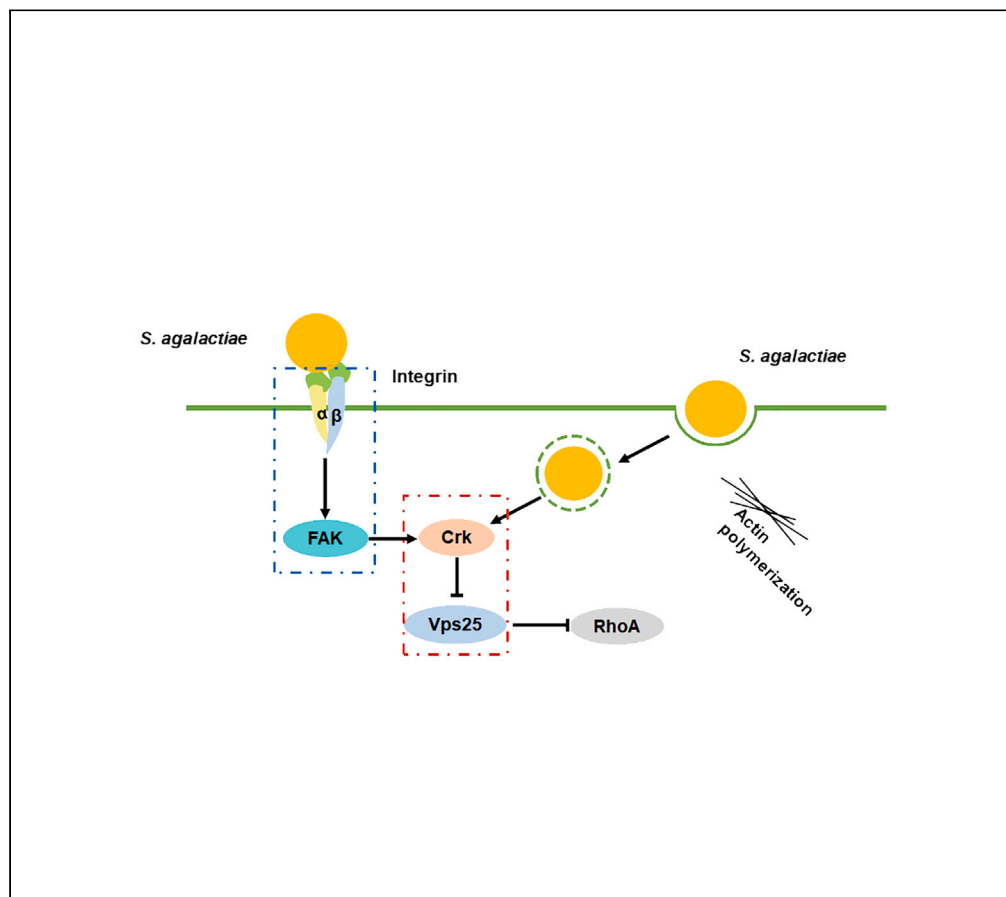 S. agalactiae
S. agalactiae
Integrin
α β
FAK
Crk
Actin
polymerization
Vps25
RhoA